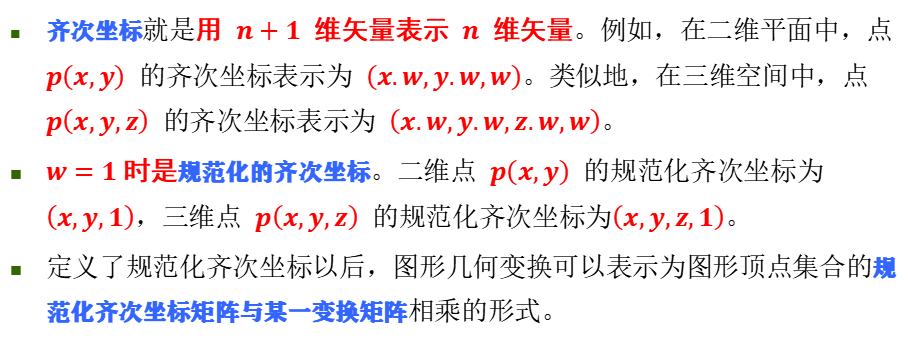 ▪ 齐次坐标就是用 n + 1 维矢量表示 n 维矢量。例如，在二维平面中，点
p(x, y) 的齐次坐标表示为 (x.w, y.w, w)。类似地，在三维空间中，点
p(x, y, z) 的齐次坐标表示为 (x.w, y.w, z.w, w)。
▪ w = 1 时是规范化的齐次坐标。二维点 p(x, y) 的规范化齐次坐标为
(x, y, 1)，三维点 p(x, y, z) 的规范化齐次坐标为(x, y, z, 1)。
▪ 定义了规范化齐次坐标以后，图形几何变换可以表示为图形顶点集合的规
范化齐次坐标矩阵与某一变换矩阵相乘的形式。